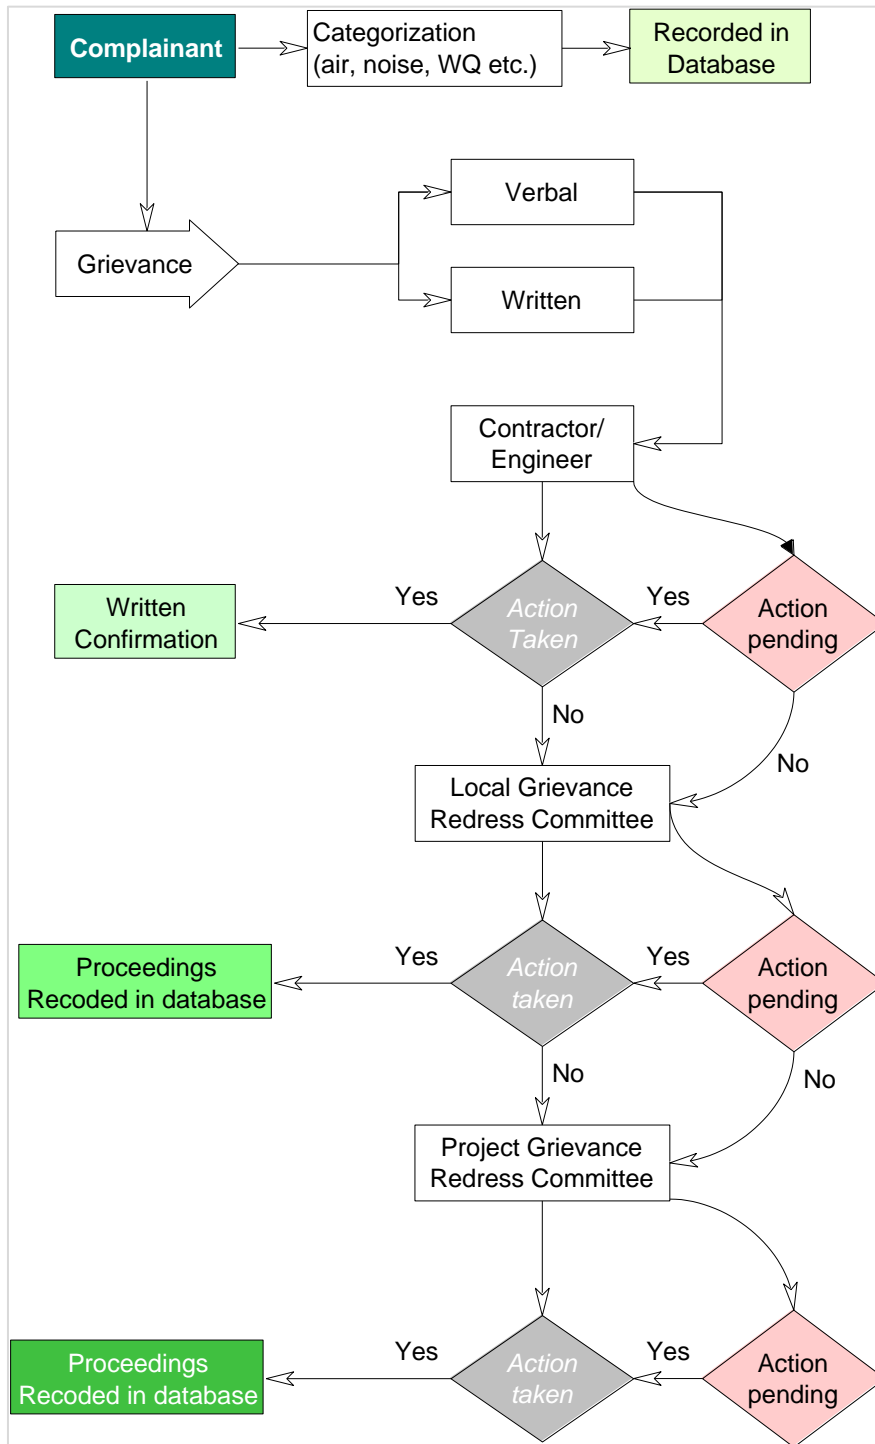 Complainant
Categorization
(air, noise, WQ etc.)
Recorded in
Database
Verbal
Grievance
Written
Contractor/
Engineer
Written
Confirmation
Yes
Action
Taken
Yes
Action
pending
No
No
Local Grievance
Redress Committee
Proceedings
Recoded in database
Yes
Action
taken
Yes
Action
pending
No
No
Project Grievance
Redress Committee
Proceedings
Recoded in database
Yes
Action
taken
Yes
Action
pending